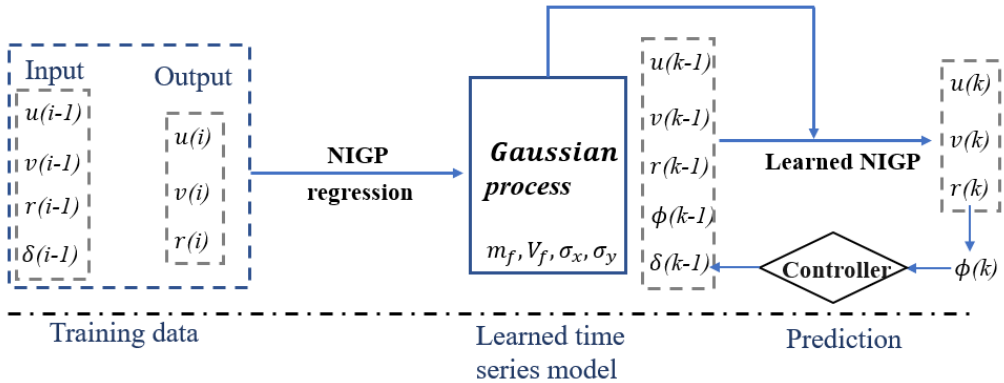 Input
u(i-1)
v(i-1)
r(i-1)
δ(i-1)
Output
u(i)
v(i)
r(i)
NIGP
regression
Gaussian
process
m_f, V_f, σ_x, σ_y
u(k-1)
v(k-1)
r(k-1)
ϕ(k-1)
δ(k-1)
Learned NIGP
u(k)
v(k)
r(k)
Controller
ϕ(k)
Training data
Learned time
series model
Prediction